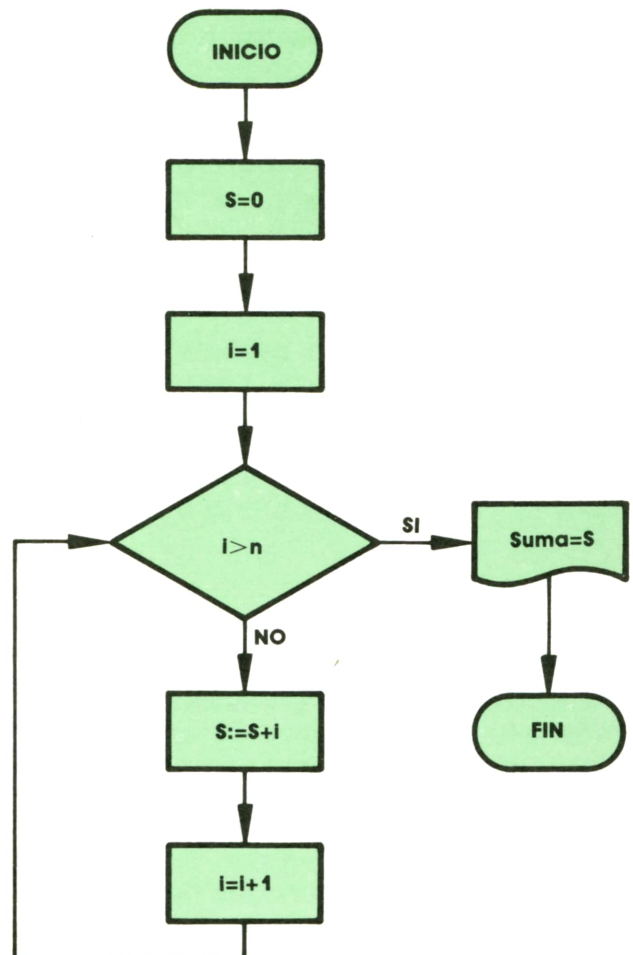 INICIO
S=0
i=1
i>n
SI
Suma=S
NO
S:=S+i
FIN
i=i+1